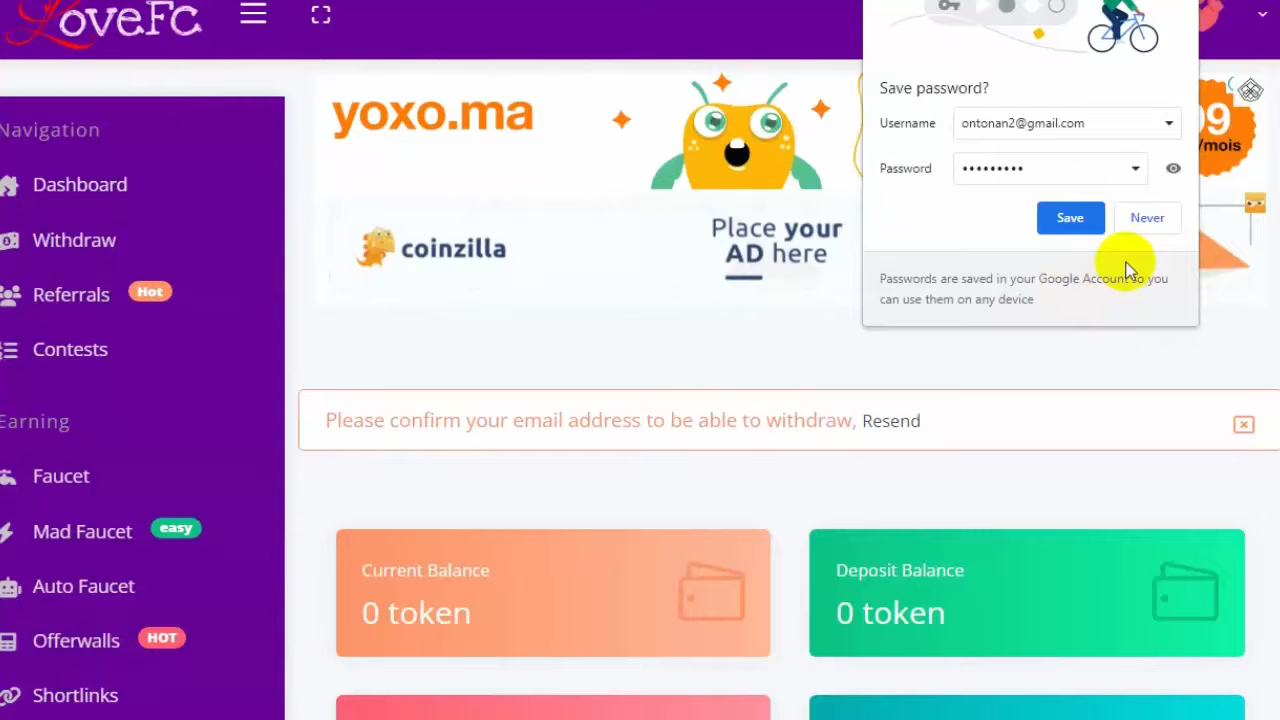 LoveFC
yoxo.ma
99
/mois
coinzilla
Place your
AD here
Save password?
Username ontonan2@gmail.com
Password •••••••••
Save Never
Passwords are saved in your Google Account so you
can use them on any device
Navigation
Dashboard
Withdraw
Referrals Hot
Contests
Earning
Faucet
Mad Faucet easy
Auto Faucet
Offerwalls HOT
Shortlinks
Please confirm your email address to be able to withdraw, Resend
Current Balance
0 token
Deposit Balance
0 token